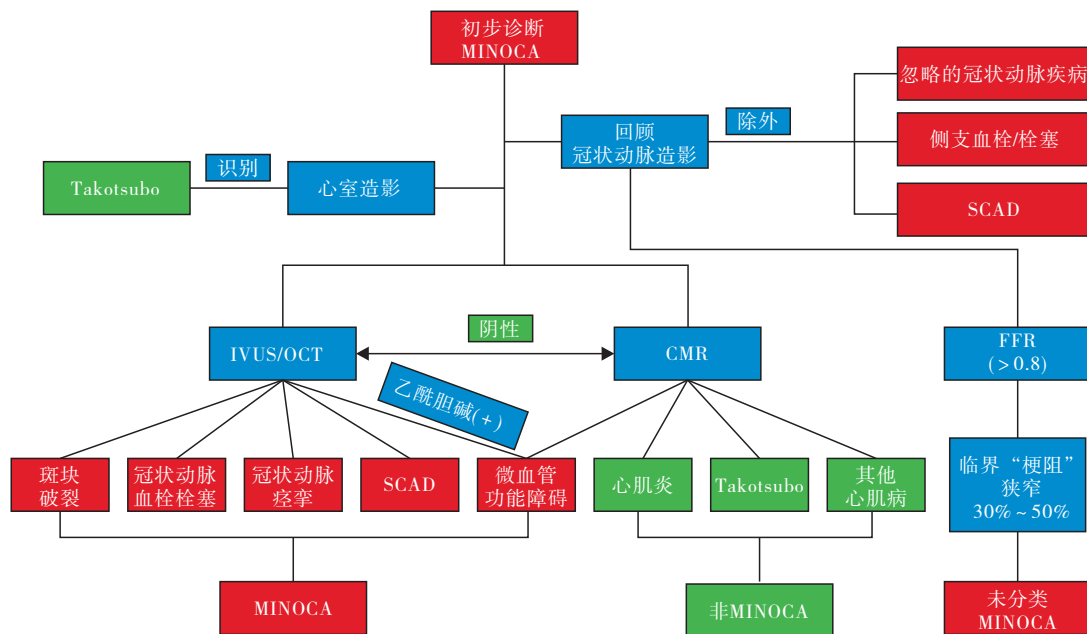 初步诊断
MINOCA
忽略的冠状动脉疾病
回顾
冠状动脉造影
除外
侧支血栓/栓塞
SCAD
Takotsubo
识别
心室造影
阴性
IVUS/OCT
CMR
FFR
(>0.8)
乙酰胆碱(+)
斑块
破裂
冠状动脉
血栓栓塞
冠状动脉
痉挛
SCAD
微血管
功能障碍
心肌炎
Takotsubo
其他
心肌病
临界“梗阻”
狭窄
30%~50%
MINOCA
非MINOCA
未分类
MINOCA